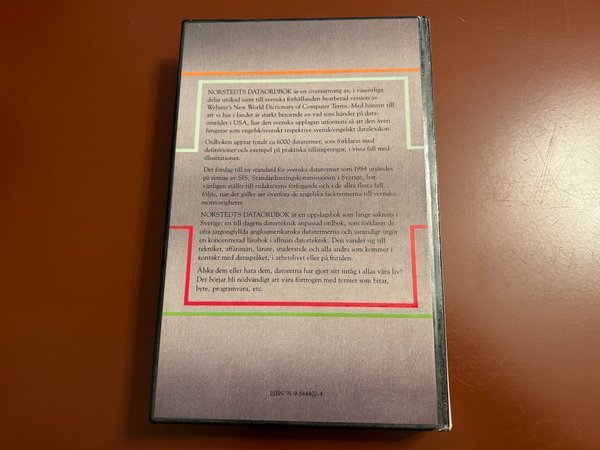 NORSTEDTS DATAORDBOK är en översättning av, i väsentliga
delar utökad samt till svenska förhållanden bearbetad version av
Webster's New World Dictionary of Computer Terms. Med hänsyn till
att vi här i landet är starkt beroende av vad som händer på data-
området i USA, har den svenska upplagan utformats så att den även
fungerar som engelsk/svenskt respektive svensk/engelskt datalexikon.
Ordboken upptar totalt ca 6000 datatermer, som förklaras med
definitioner och exempel på praktiska tillämpningar, i vissa fall med
illustrationer.
Det förslag till ny standard för svenska datatermer som 1984 utsändes
på remiss av SIS, Standardiseringskommissionen i Sverige, har
vänligen ställts till redaktörens förfogande och i de allra flesta fall
följts, när det gäller att överföra de engelska facktermerna till svenska
motsvarigheter.
NORSTEDTS DATAORDBOK är en uppslagsbok som länge saknats i
Sverige: en till dagens datorteknik anpassad ordbok, som förklarar de
ofta jargongfyllda angloamerikanska datatermerna och samtidigt utgör
en koncentrerad lärobok i allmän datorteknik. Den vänder sig till
tekniker, affärsmän, lärare, studerande och alla andra som kommer i
kontakt med dataspråket, i arbetslivet eller på fritiden.
Älska dem eller hata dem, datorerna har gjort sitt intåg i allas våra liv!
Det börjar bli nödvändigt att vara förtrogen med termer som bitar,
byte, programvara, etc.
ISBN 91-9-844402-4